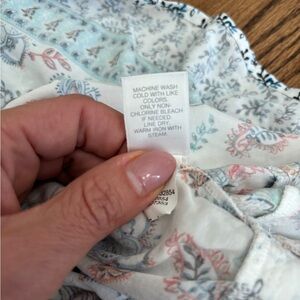 MACHINE WASH
COLD WITH LIKE
COLORS.
ONLY NON-
CHLORINE BLEACH
IF NEEDED.
LINE DRY.
WARM IRON WITH
STEAM.